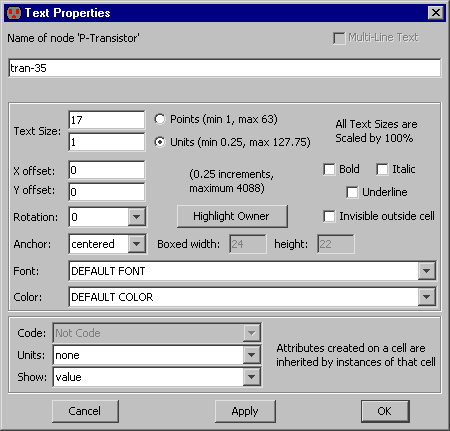 Text Properties
Name of node 'P-Transistor'
Multi-Line Text
tran-35
Text Size:
17
Points (min 1, max 63)
1
Units (min 0.25, max 127.75)
All Text Sizes are
Scaled by 100%
X offset:
0
Y offset:
0
(0.25 increments,
maximum 4088)
Bold
Italic
Underline
Rotation:
0
Highlight Owner
Invisible outside cell
Anchor:
centered
Boxed width:
24
height:
22
Font:
DEFAULT FONT
Color:
DEFAULT COLOR
Code:
Not Code
Units:
none
Show:
value
Attributes created on a cell are
inherited by instances of that cell
Cancel
Apply
OK